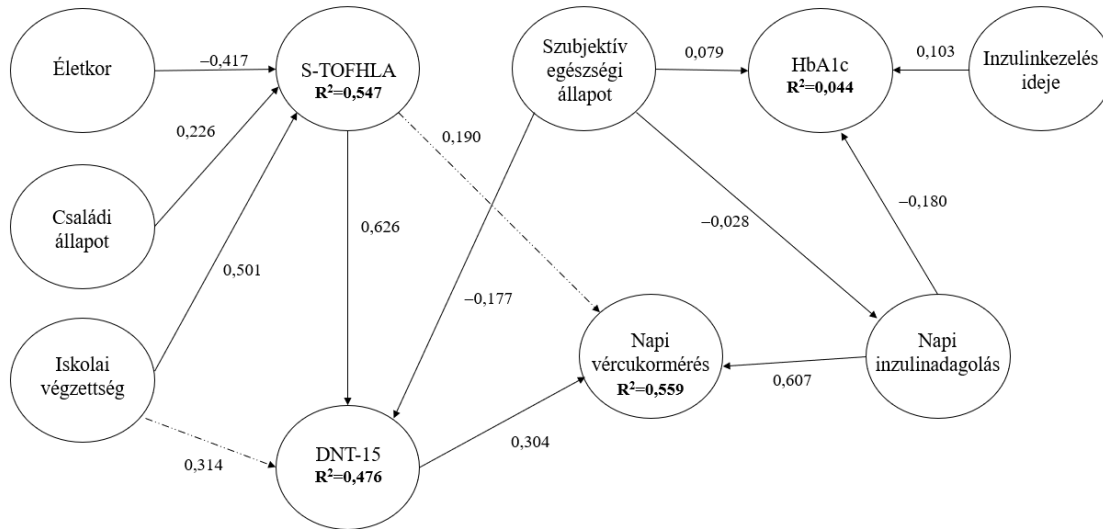 Életkor
–0,417
S-TOFHLA
R²=0,547
Szubjektív
egészségi
állapot
0,079
HbA1c
R²=0,044
0,103
Inzulinkezelés
ideje
0,226
0,190
Családi
állapot
0,626
–0,028
–0,180
0,501
–0,177
Iskolai
végzettség
Napi
vércukormérés
R²=0,559
0,607
Napi
inzulinadagolás
0,314
DNT-15
R²=0,476
0,304